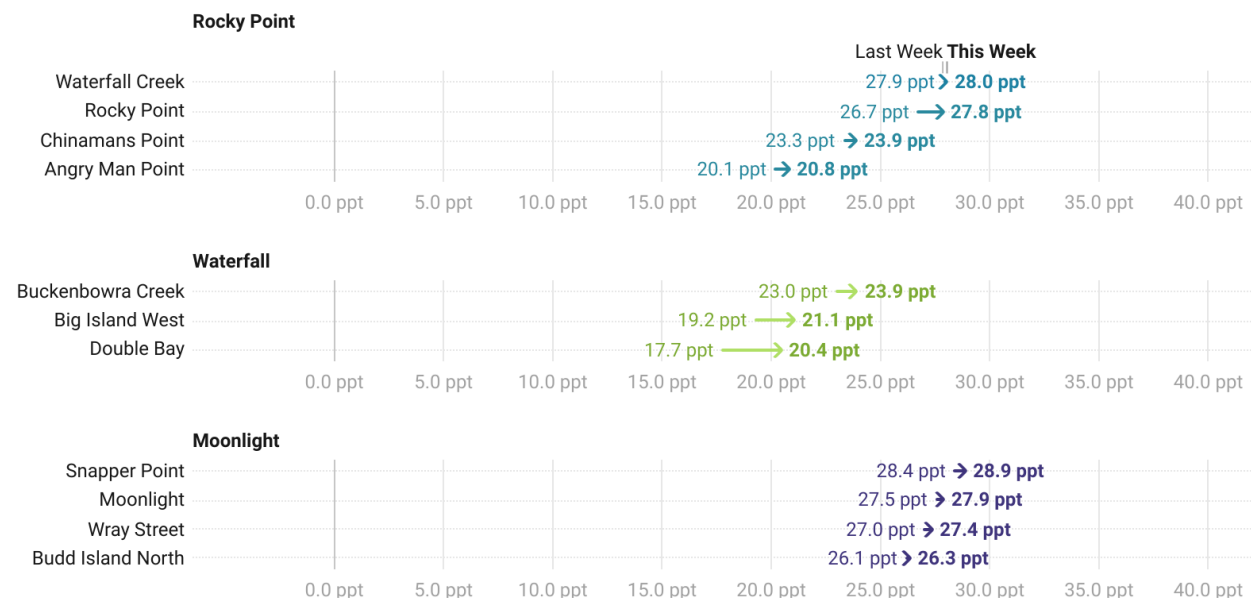 Rocky Point
Last Week This Week
Waterfall Creek 27.9 ppt 28.0 ppt
Rocky Point 26.7 ppt 27.8 ppt
Chinamans Point 23.3 ppt 23.9 ppt
Angry Man Point 20.1 ppt 20.8 ppt
0.0 ppt 5.0 ppt 10.0 ppt 15.0 ppt 20.0 ppt 25.0 ppt 30.0 ppt 35.0 ppt 40.0 ppt
Waterfall
Buckenbowra Creek 23.0 ppt 23.9 ppt
Big Island West 19.2 ppt 21.1 ppt
Double Bay 17.7 ppt 20.4 ppt
0.0 ppt 5.0 ppt 10.0 ppt 15.0 ppt 20.0 ppt 25.0 ppt 30.0 ppt 35.0 ppt 40.0 ppt
Moonlight
Snapper Point 28.4 ppt 28.9 ppt
Moonlight 27.5 ppt 27.9 ppt
Wray Street 27.0 ppt 27.4 ppt
Budd Island North 26.1 ppt 26.3 ppt
0.0 ppt 5.0 ppt 10.0 ppt 15.0 ppt 20.0 ppt 25.0 ppt 30.0 ppt 35.0 ppt 40.0 ppt